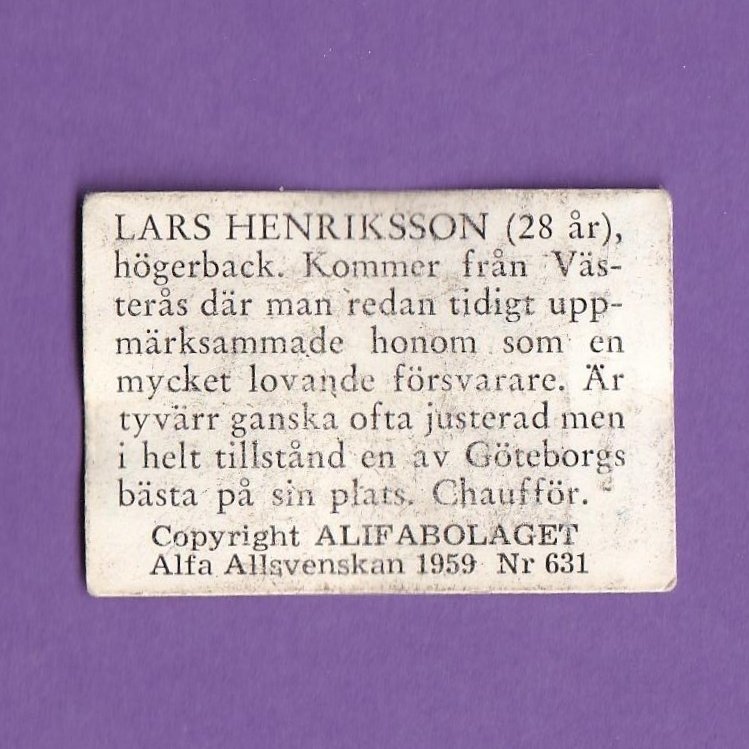 LARS HENRIKSSON (28 år),
högerback. Kommer från Väs-
terås där man redan tidigt upp-
märksammade honom som en
mycket lovande försvarare. Är
tyvärr ganska ofta justerad men
i helt tillstånd en av Göteborgs
bästa på sin plats. Chaufför.
Copyright ALIFABOLAGET
Alfa Allsvenskan 1959 Nr 631